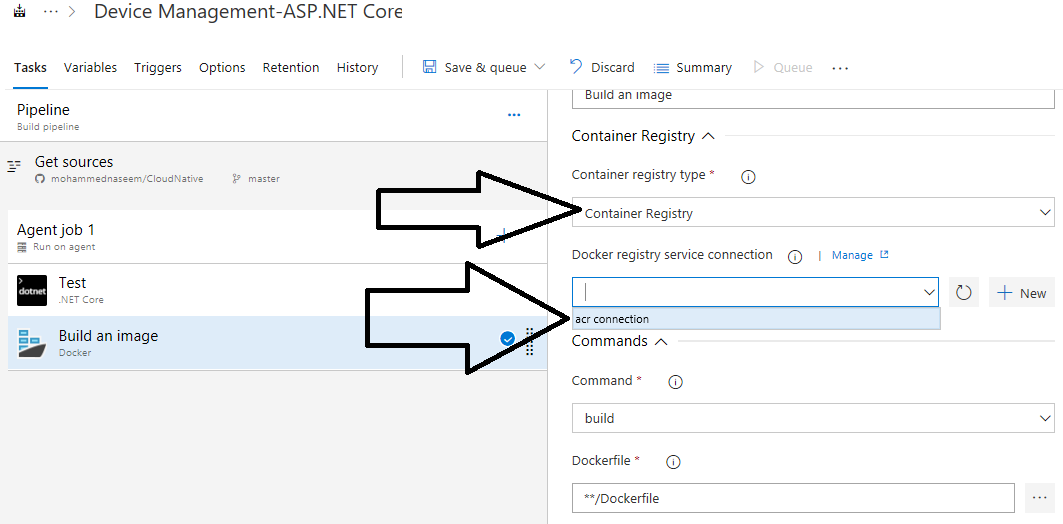 Device Management-ASP.NET Core
Tasks Variables Triggers Options Retention History Save & queue Discard Summary Queue ...
Pipeline ...
Build pipeline
Get sources
mohammednaseem/CloudNative master
Agent job 1
Run on agent
dotnet
Test
.NET Core
Build an image
Docker
Build an image
Container Registry
Container registry type *
Container Registry
Docker registry service connection | Manage
New
acr connection
Commands
Command *
build
Dockerfile *
**/Dockerfile ...